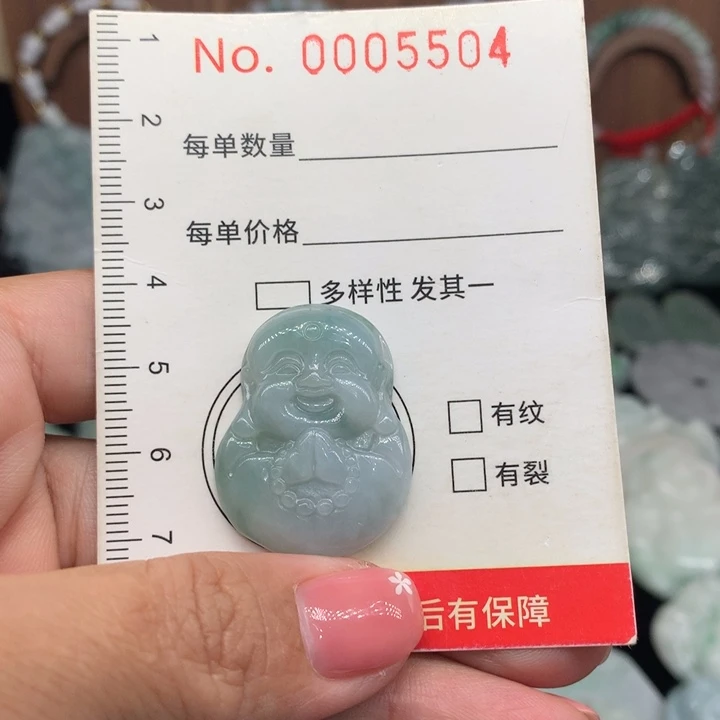 No. 0005504
1
2
每单数量
3
每单价格
4
多样性 发其一
5
有纹
6
有裂
7
后有保障